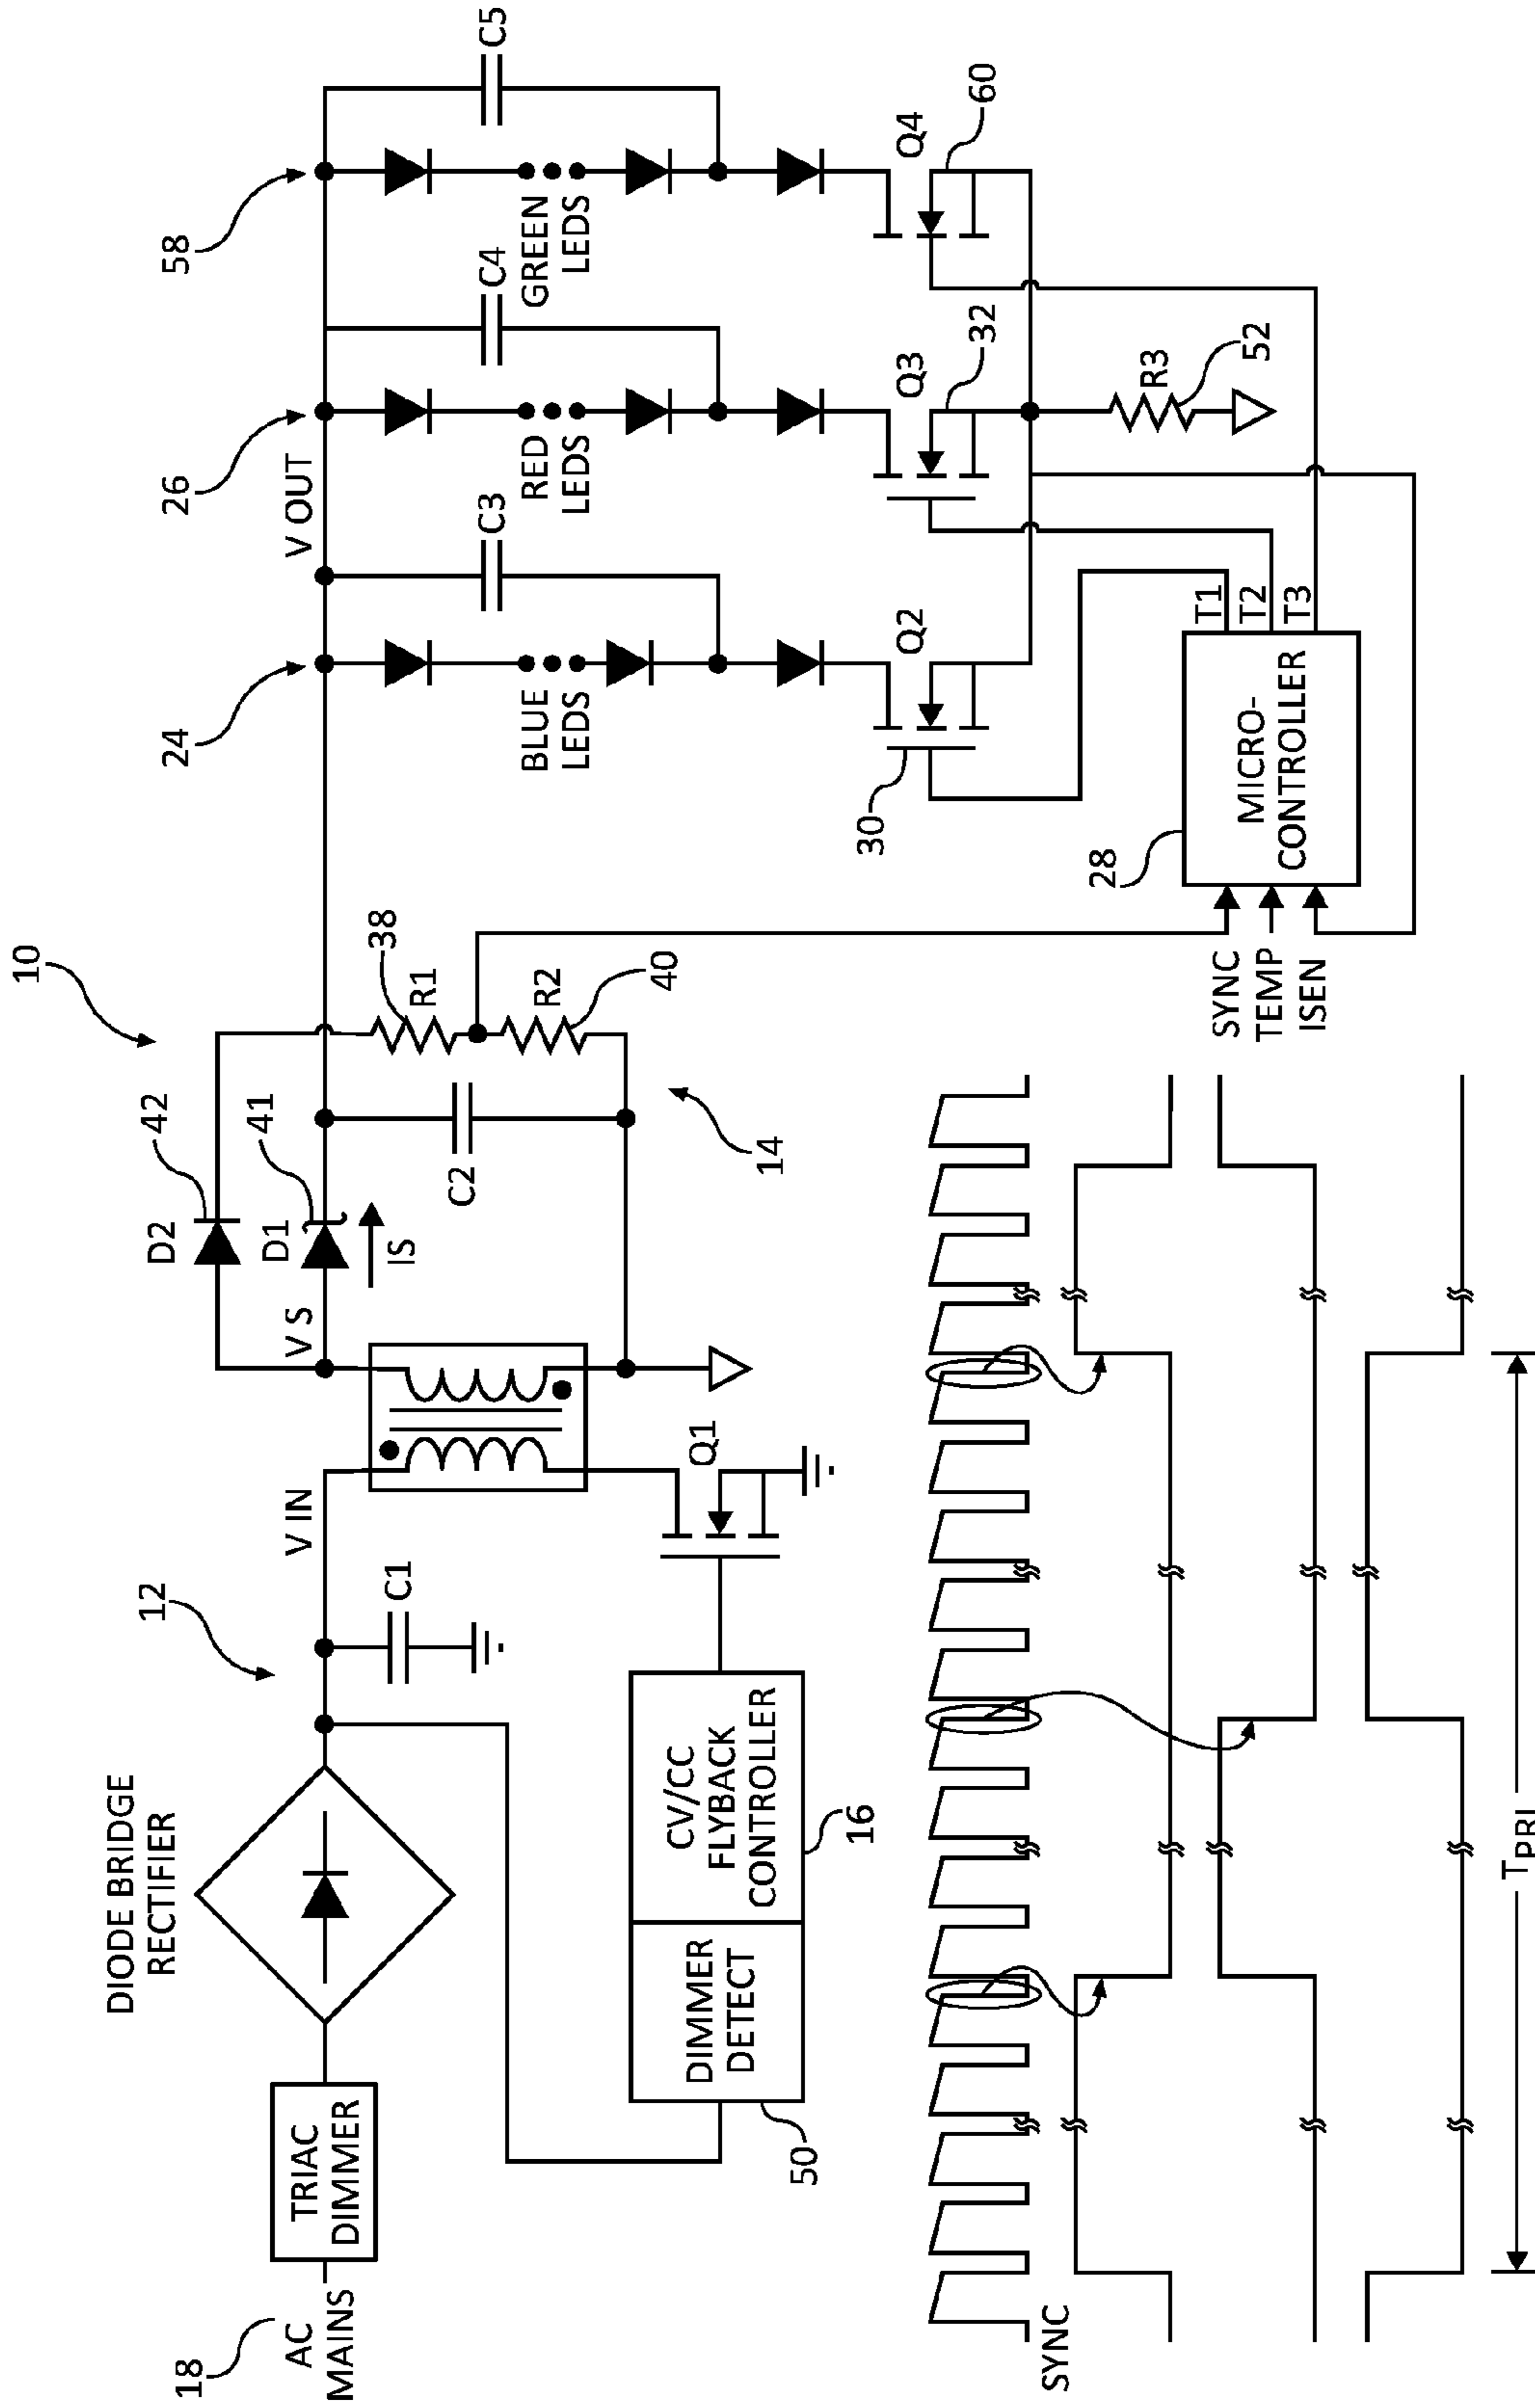 10
12
DIODE BRIDGE
RECTIFIER
18
AC
MAINS
TRIAC
DIMMER
C1
V IN
V S
D2
42
D1
41
IS
C2
R1
38
R2
40
14
Q1
DIMMER
DETECT
50
CV/CC
FLYBACK
CONTROLLER
16
24
V OUT
26
58
BLUE
LEDS
C3
RED
LEDS
C4
GREEN
LEDS
C5
30
Q2
Q3
32
Q4
60
R3
52
28
MICRO-
CONTROLLER
SYNC
TEMP
ISEN
T1
T2
T3
SYNC
TPRI